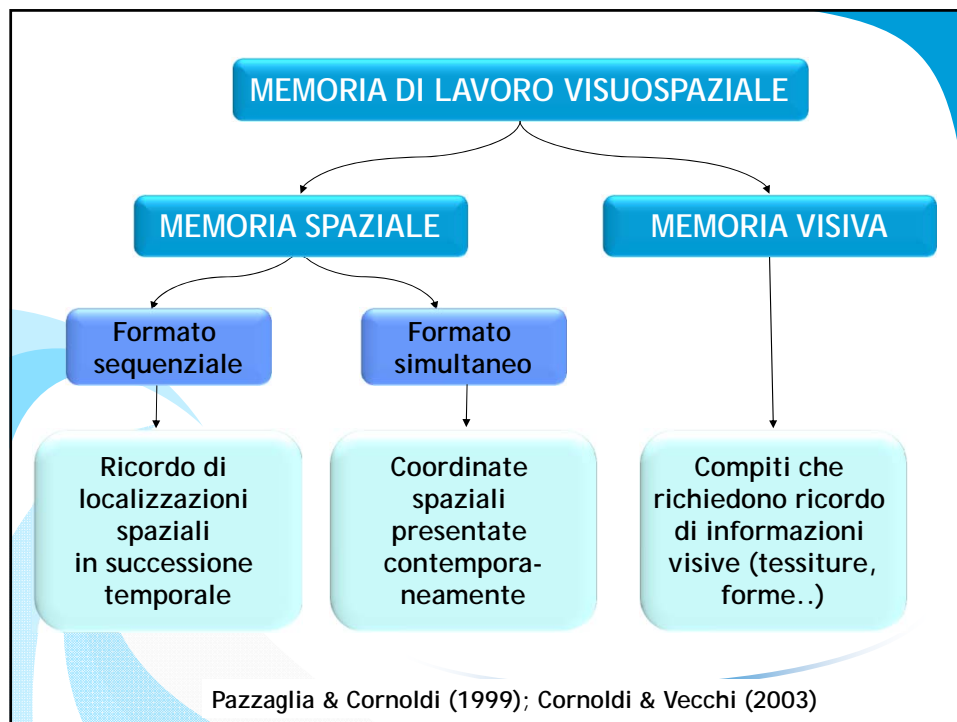 MEMORIA DI LAVORO VISUOSPAZIALE
MEMORIA SPAZIALE
MEMORIA VISIVA
Formato
sequenziale
Formato
simultaneo
Ricordo di
localizzazioni
spaziali
in successione
temporale
Coordinate
spaziali
presentate
contempora-
neamente
Compiti che
richiedono ricordo
di informazioni
visive (tessiture,
forme..)
Pazzaglia & Cornoldi (1999); Cornoldi & Vecchi (2003)